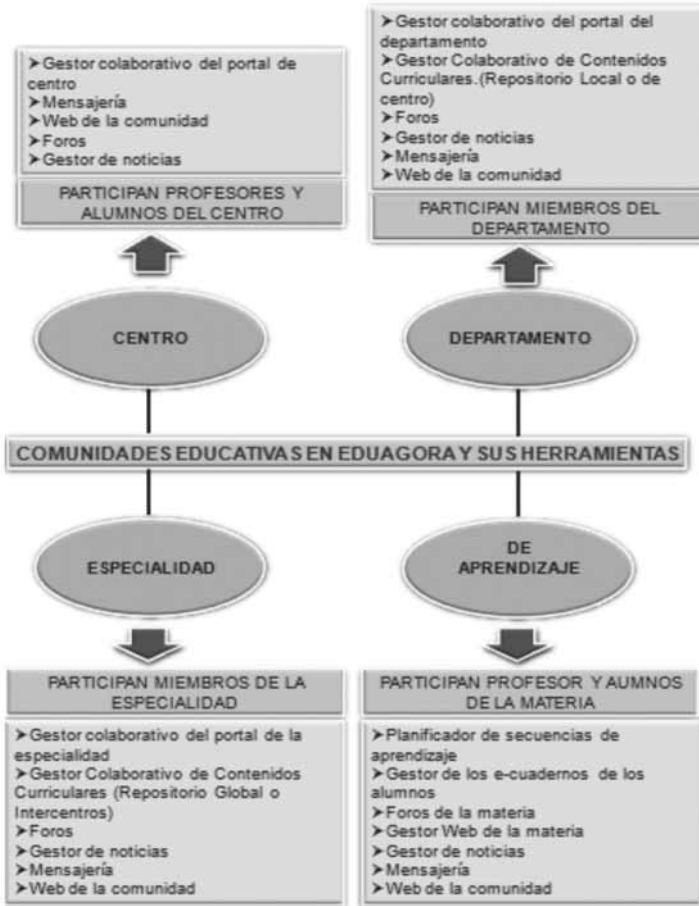 ➤Gestor colaborativo del portal de
centro
➤Mensajería
➤Web de la comunidad
➤Foros
➤Gestor de noticias
PARTICIPAN PROFESORES Y
ALUMNOS DEL CENTRO
➤Gestor colaborativo del portal del
departamento
➤Gestor Colaborativo de Contenidos
Curriculares.(Repositorio Local o de
centro)
➤Foros
➤Gestor de noticias
➤Mensajería
➤Web de la comunidad
PARTICIPAN MIEMBROS DEL
DEPARTAMENTO
CENTRO
DEPARTAMENTO
COMUNIDADES EDUCATIVAS EN EDUAGORA Y SUS HERRAMIENTAS
ESPECIALIDAD
DE
APRENDIZAJE
PARTICIPAN MIEMBROS DE LA
ESPECIALIDAD
➤Gestor colaborativo del portal de la
especialidad
➤Gestor Colaborativo de Contenidos
Curriculares (Repositorio Global o
Intercentros)
➤Foros
➤Gestor de noticias
➤Mensajería
➤Web de la comunidad
PARTICIPAN PROFESOR Y AUMNOS
DE LA MATERIA
➤Planificador de secuencias de
aprendizaje
➤Gestor de los e-cuadernos de los
alumnos
➤Foros de la materia
➤Gestor Web de la materia
➤Gestor de noticias
➤Mensajería
➤Web de la comunidad